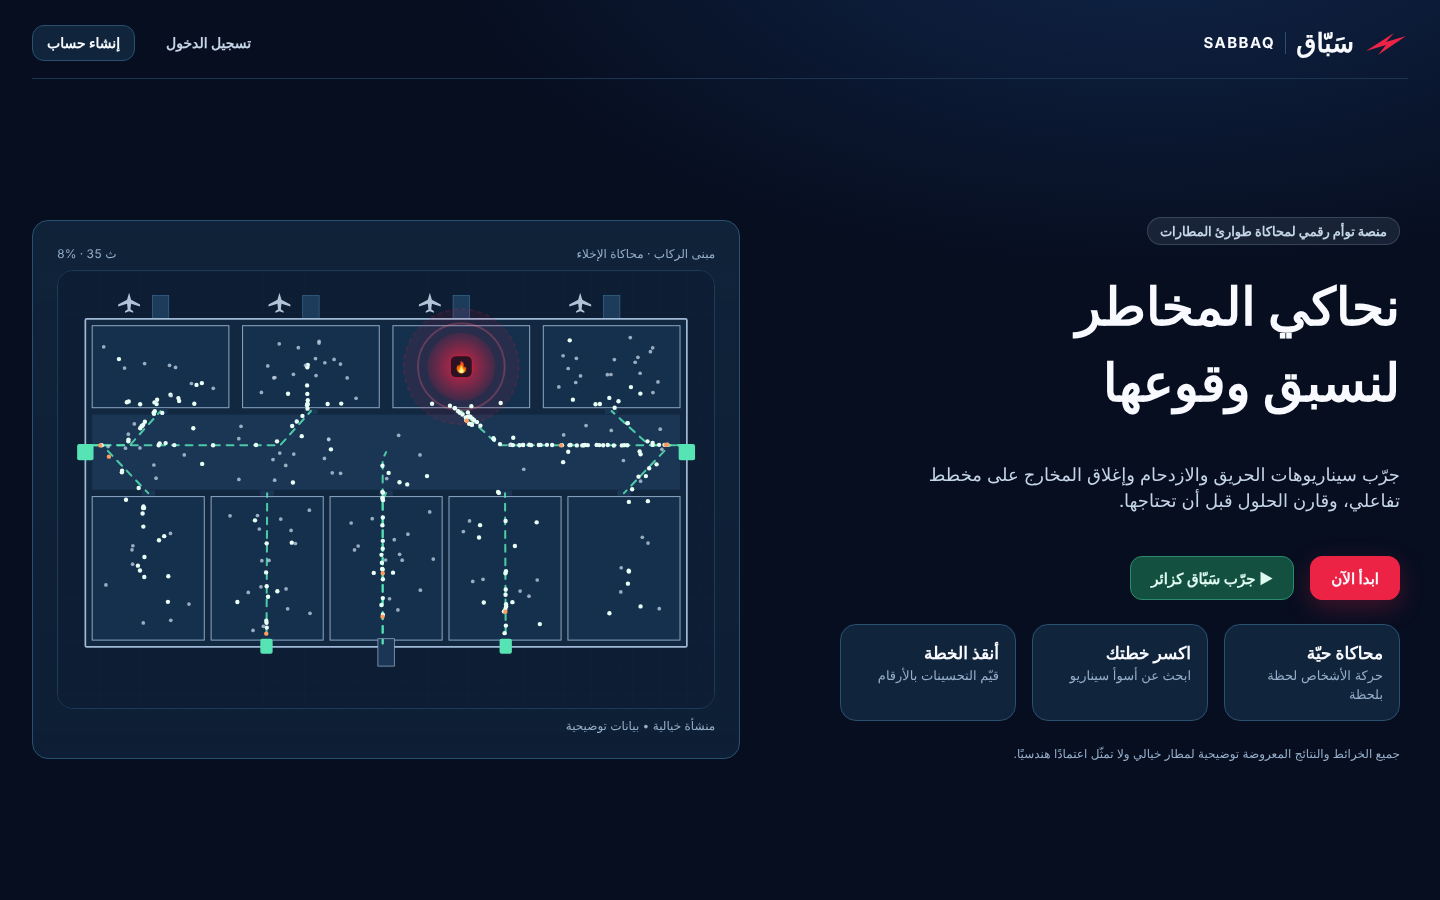 سَبّاق
SABBAQ
تسجيل الدخول
إنشاء حساب
منصة توأم رقمي لمحاكاة طوارئ المطارات
نحاكي المخاطر
لنسبق وقوعها
جرّب سيناريوهات الحريق والازدحام وإغلاق المخارج على مخطط
تفاعلي، وقارن الحلول قبل أن تحتاجها.
ابدأ الآن
▶ جرّب سَبّاق كزائر
محاكاة حيّة
حركة الأشخاص لحظة
بلحظة
اكسر خطتك
ابحث عن أسوأ سيناريو
أنقذ الخطة
قيّم التحسينات بالأرقام
جميع الخرائط والنتائج المعروضة توضيحية لمطار خيالي ولا تمثّل اعتمادًا هندسيًا.
مبنى الركاب · محاكاة الإخلاء
ث 35 · 8%
منشأة خيالية • بيانات توضيحية